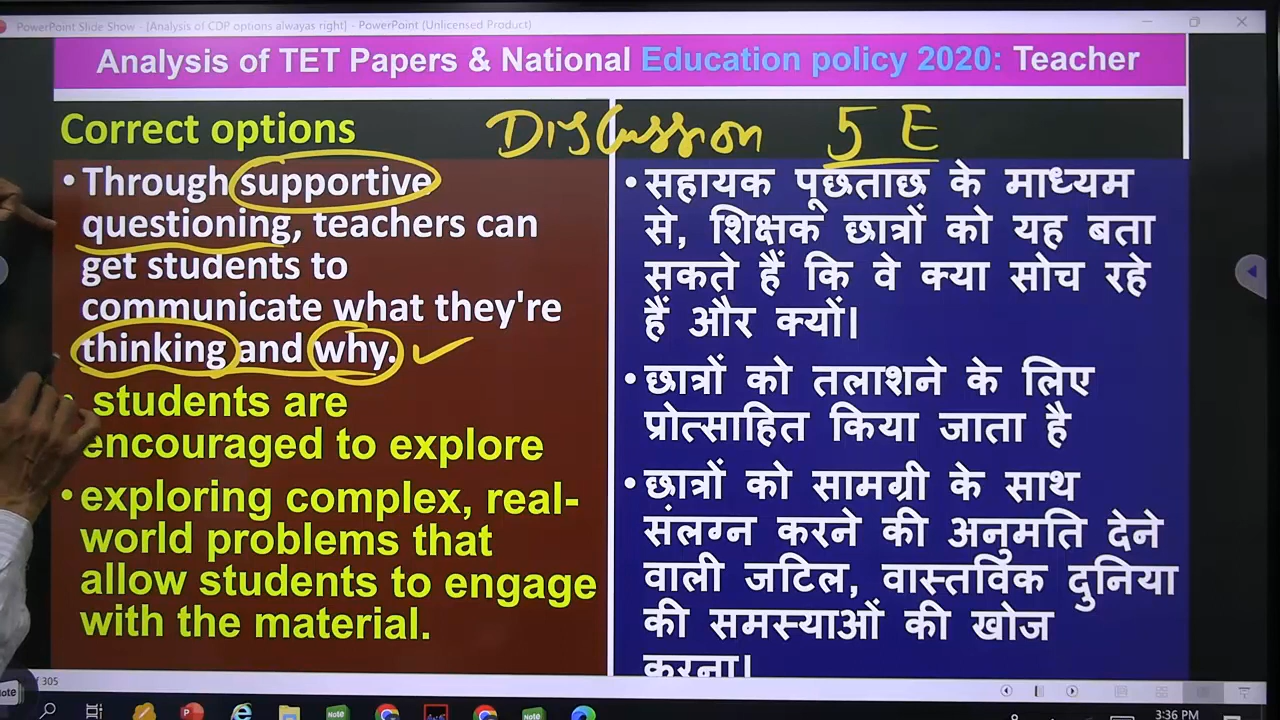 PowerPoint Slide Show - [Analysis of CDP options alwayas right] - PowerPoint (Unlicensed Product)
Analysis of TET Papers & National Education policy 2020: Teacher
Correct options
Discussion 5 E
• Through supportive
questioning, teachers can
get students to
communicate what they're
thinking and why.
• students are
encouraged to explore
• exploring complex, real-
world problems that
allow students to engage
with the material.
• सहायक पूछताछ के माध्यम
से, शिक्षक छात्रों को यह बता
सकते हैं कि वे क्या सोच रहे
हैं और क्यों।
• छात्रों को तलाशने के लिए
प्रोत्साहित किया जाता है
• छात्रों को सामग्री के साथ
संलग्न करने की अनुमति देने
वाली जटिल, वास्तविक दुनिया
की समस्याओं की खोज
करना।
of 305
Note
Note
Note
3:36 PM